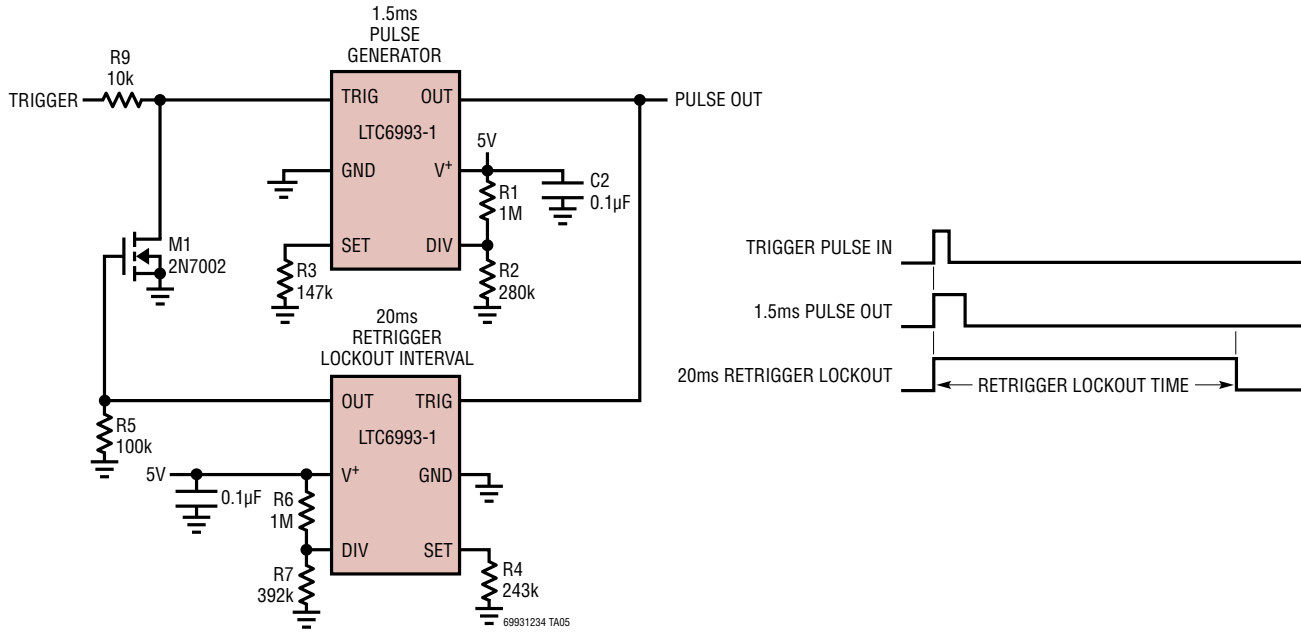 1.5ms
PULSE
GENERATOR
R9
10k
TRIGGER
TRIG
OUT
PULSE OUT
LTC6993-1
5V
GND
V+
R1
1M
C2
0.1µF
M1
2N7002
SET
DIV
R3
147k
R2
280k
20ms
RETRIGGER
LOCKOUT INTERVAL
OUT
TRIG
R5
100k
LTC6993-1
5V
V+
GND
0.1µF
R6
1M
DIV
SET
R7
392k
R4
243k
69931234 TA05
TRIGGER PULSE IN
1.5ms PULSE OUT
20ms RETRIGGER LOCKOUT
RETRIGGER LOCKOUT TIME